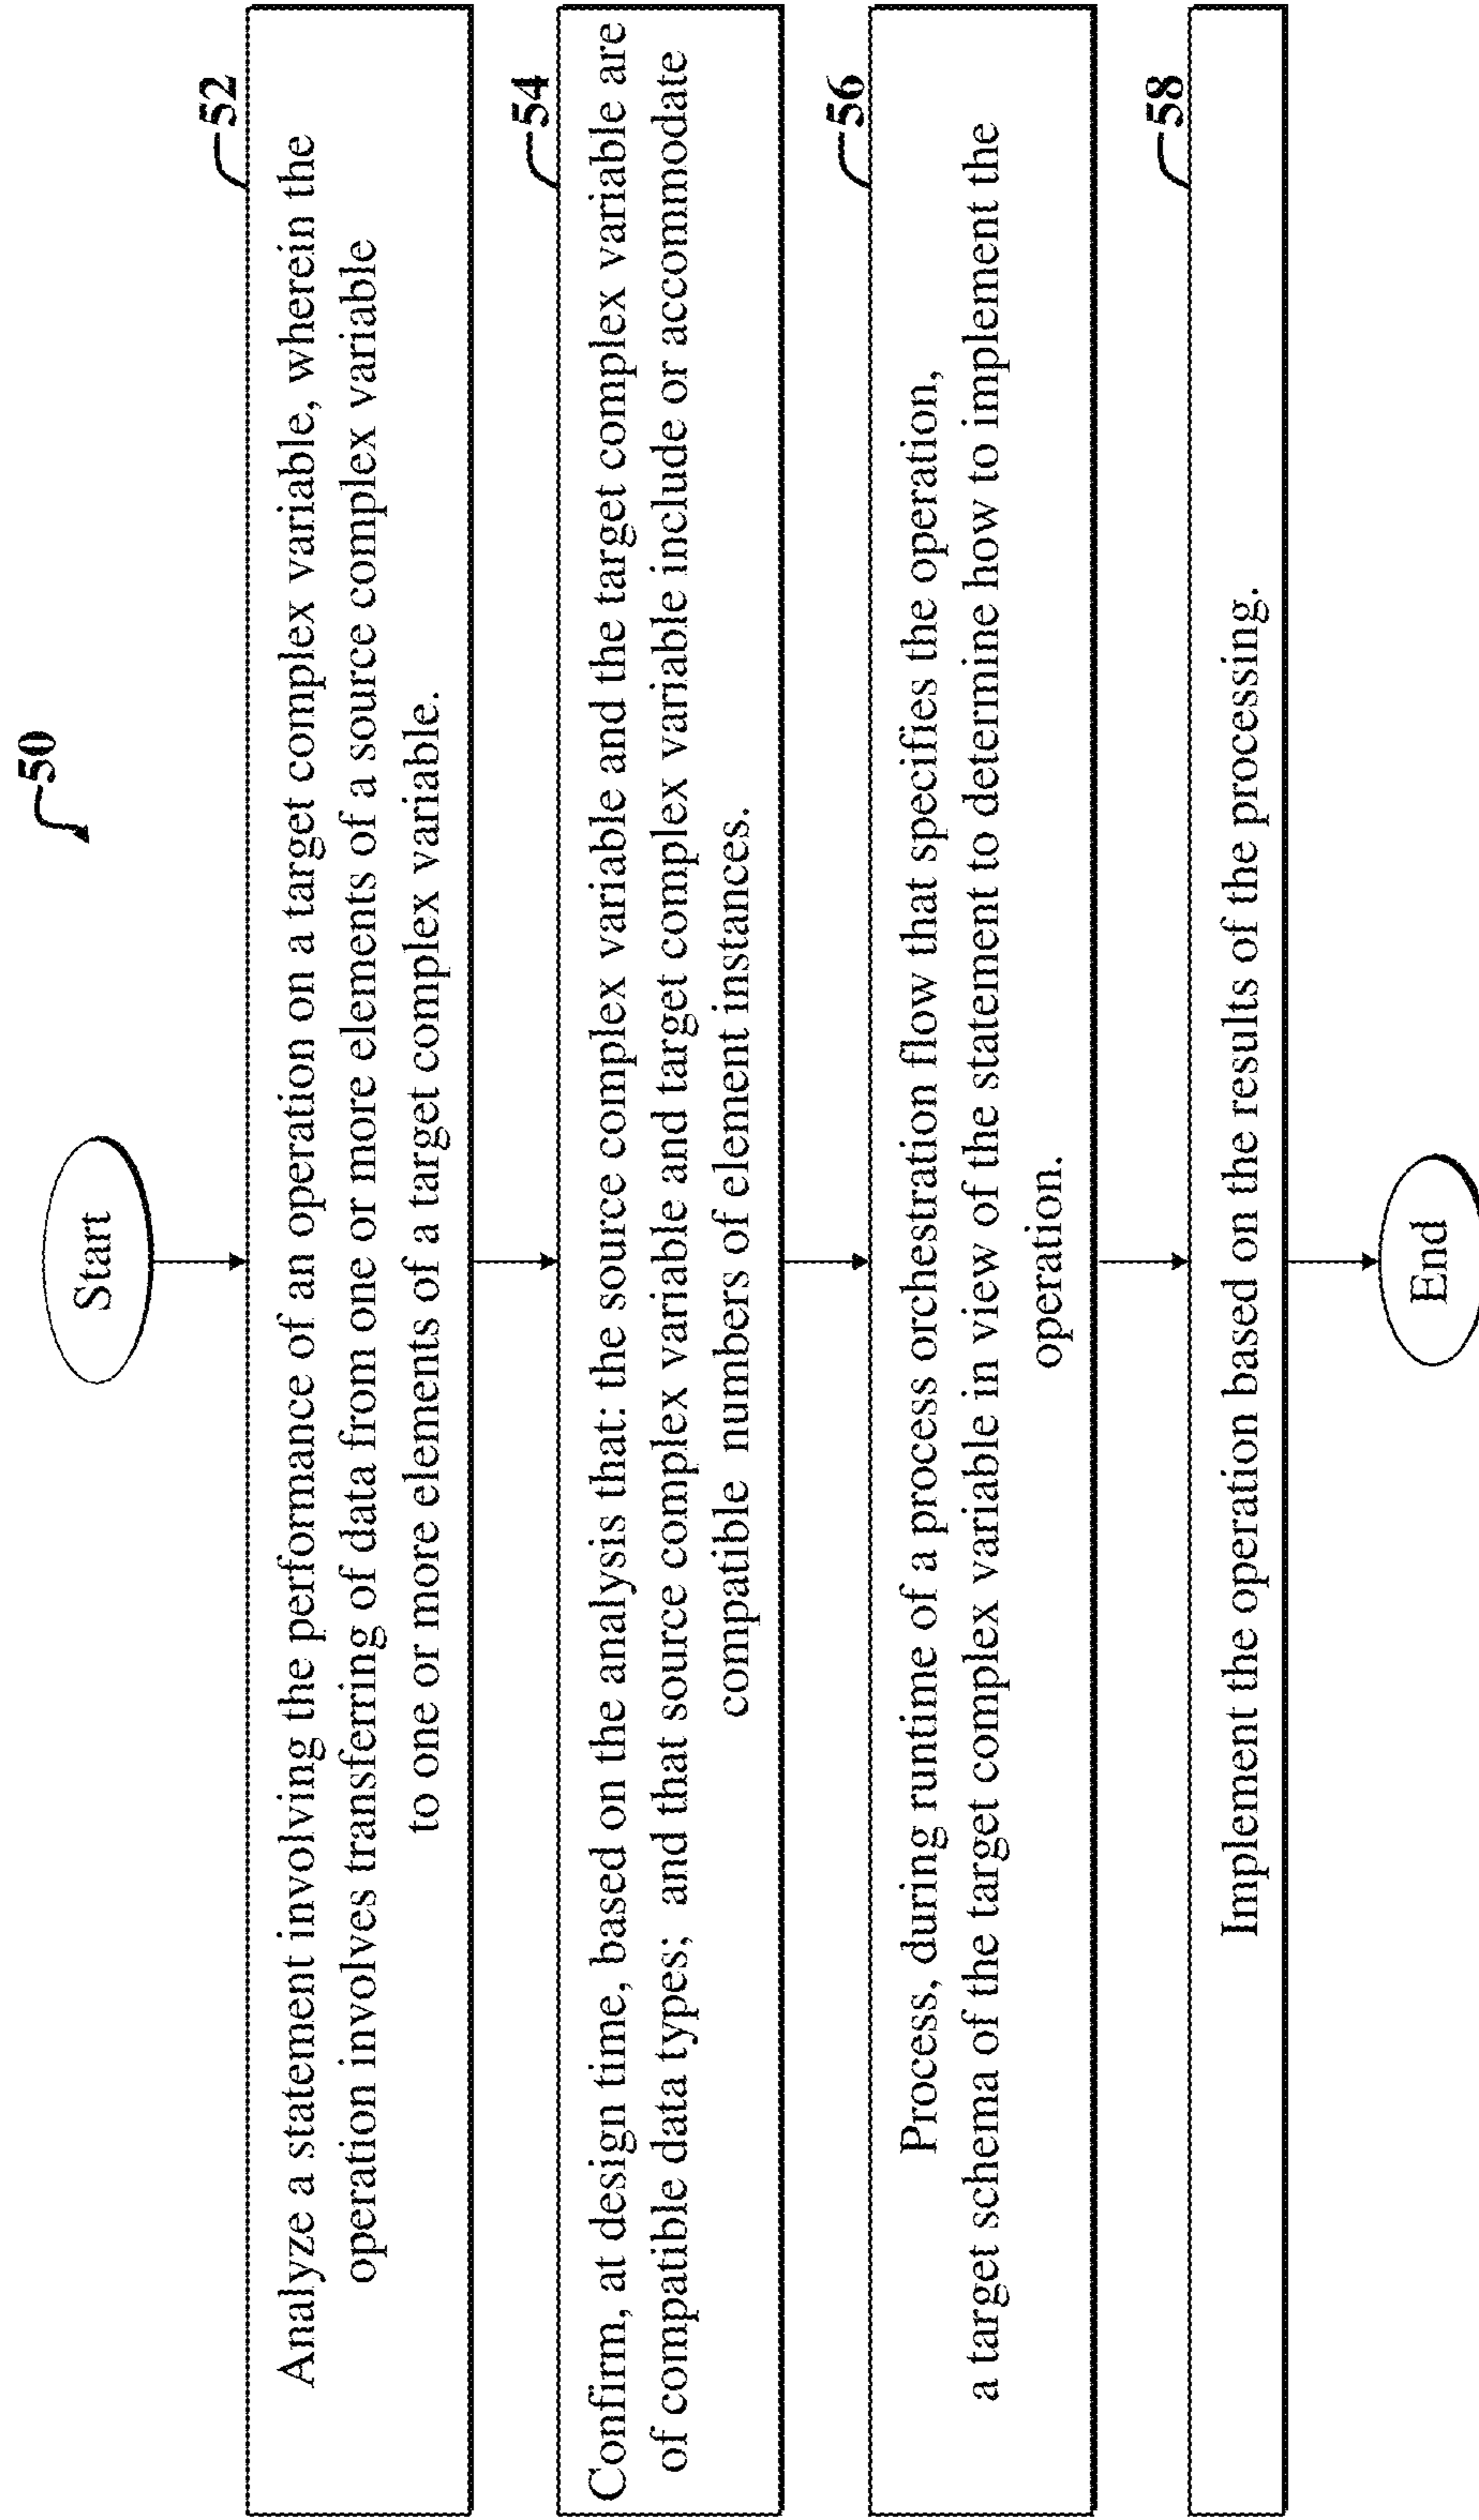 50
Start
52
Analyze a statement involving the performance of an operation on a target complex variable, wherein the
operation involves transferring of data from one or more elements of a source complex variable
to one or more elements of a target complex variable.
54
Confirm, at design time, based on the analysis that: the source complex variable and the target complex variable are
of compatible data types; and that source complex variable and target complex variable include or accommodate
compatible numbers of element instances.
56
Process, during runtime of a process orchestration flow that specifies the operation,
a target schema of the target complex variable in view of the statement to determine how to implement the
operation.
58
Implement the operation based on the results of the processing.
End